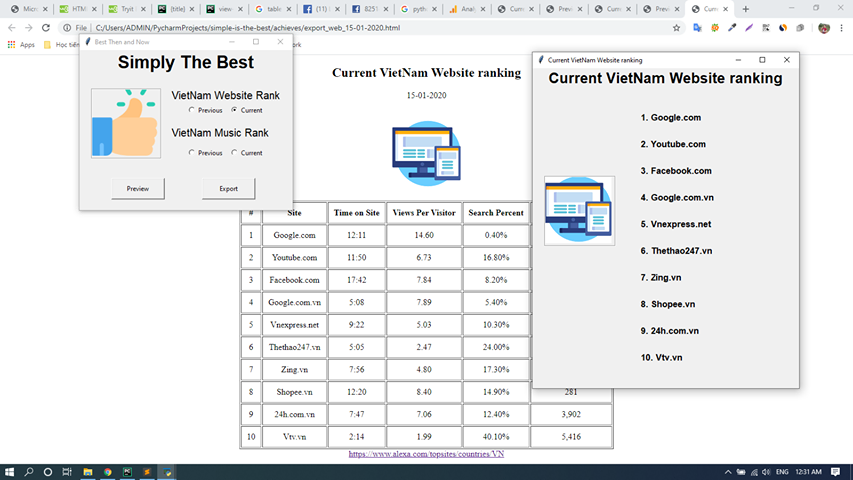 Micro
HTM
Tryit
{title}
view-
table
(11)
8251
pyth
Analy
Curre
Previ
Curre
Previ
Curre
File
C:/Users/ADMIN/PycharmProjects/simple-is-the-best/achieves/export_web_15-01-2020.html
Apps
Học tiến
Best Then and Now
Simply The Best
VietNam Website Rank
Previous
Current
VietNam Music Rank
Previous
Current
Preview
Export
Current VietNam Website ranking
15-01-2020
# Site Time on Site Views Per Visitor Search Percent
1 Google.com 12:11 14.60 0.40%
2 Youtube.com 11:50 6.73 16.80%
3 Facebook.com 17:42 7.84 8.20%
4 Google.com.vn 5:08 7.89 5.40%
5 Vnexpress.net 9:22 5.03 10.30%
6 Thethao247.vn 5:05 2.47 24.00%
7 Zing.vn 7:56 4.80 17.30%
8 Shopee.vn 12:20 8.40 14.90% 281
9 24h.com.vn 7:47 7.06 12.40% 3,902
10 Vtv.vn 2:14 1.99 40.10% 5,416
https://www.alexa.com/topsites/countries/VN
Current VietNam Website ranking
Current VietNam Website ranking
1. Google.com
2. Youtube.com
3. Facebook.com
4. Google.com.vn
5. Vnexpress.net
6. Thethao247.vn
7. Zing.vn
8. Shopee.vn
9. 24h.com.vn
10. Vtv.vn
ENG
12:31 AM